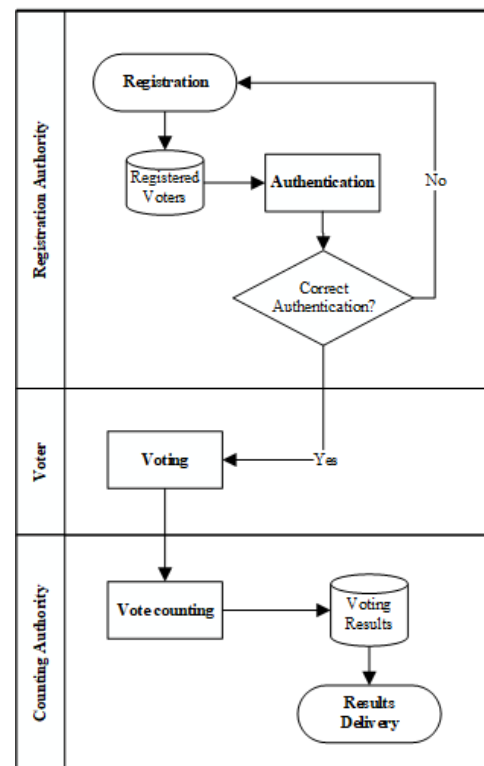 Registration Authority
Registration
Registered
Voters
Authentication
No
Correct
Authentication?
Voter
Voting
Yes
Counting Authority
Vote counting
Voting
Results
Results
Delivery